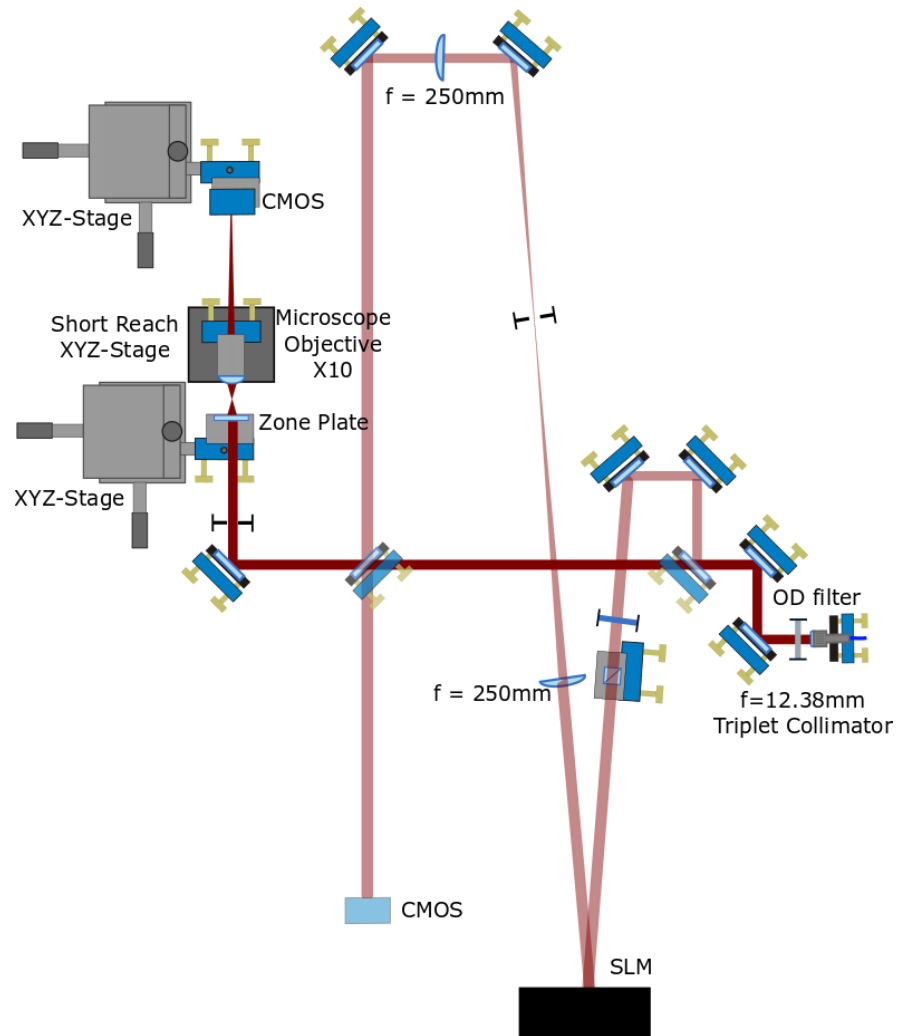 f = 250mm
CMOS
XYZ-Stage
Short Reach
XYZ-Stage
Microscope
Objective
X10
Zone Plate
XYZ-Stage
OD filter
f = 250mm
f=12.38mm
Triplet Collimator
CMOS
SLM